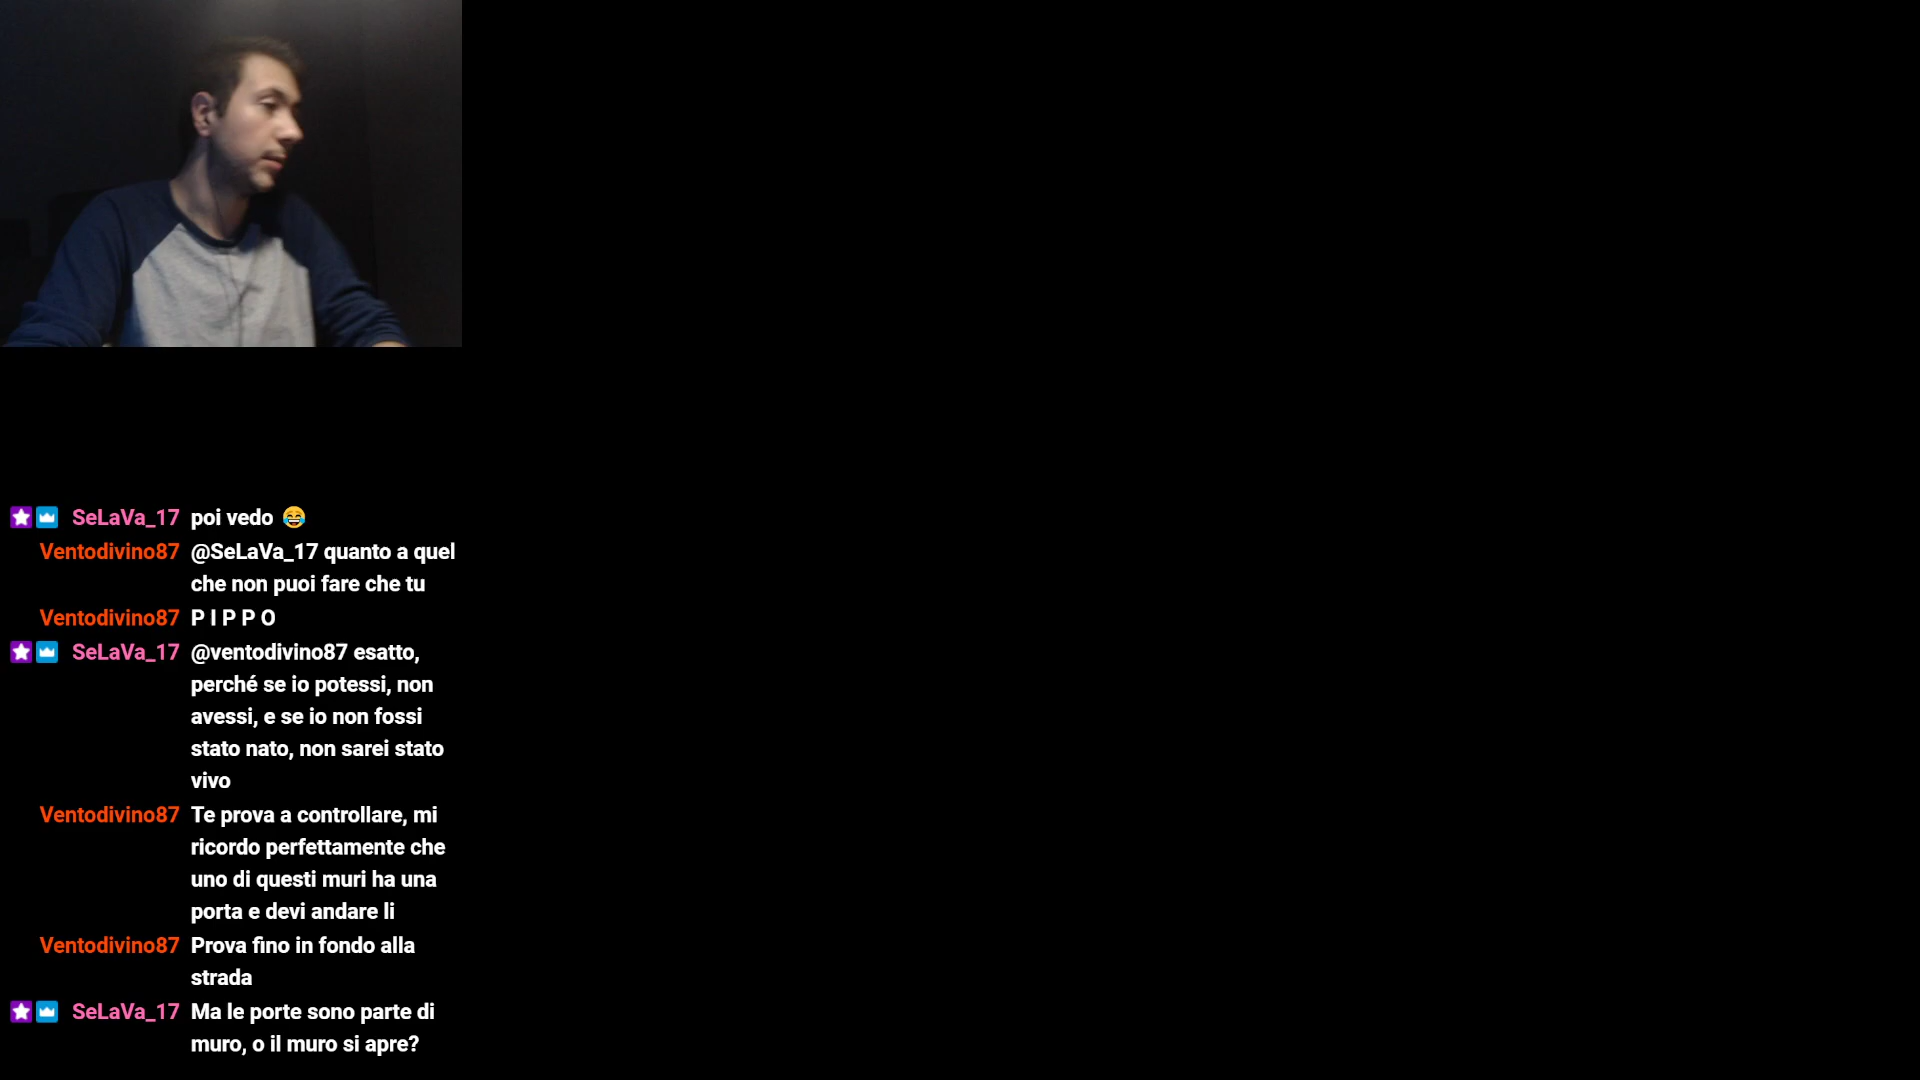 SeLaVa_17 poi vedo 😂
Ventodivino87 @SeLaVa_17 quanto a quel
che non puoi fare che tu
Ventodivino87 P I P P O
SeLaVa_17 @ventodivino87 esatto,
perché se io potessi, non
avessi, e se io non fossi
stato nato, non sarei stato
vivo
Ventodivino87 Te prova a controllare, mi
ricordo perfettamente che
uno di questi muri ha una
porta e devi andare li
Ventodivino87 Prova fino in fondo alla
strada
SeLaVa_17 Ma le porte sono parte di
muro, o il muro si apre?